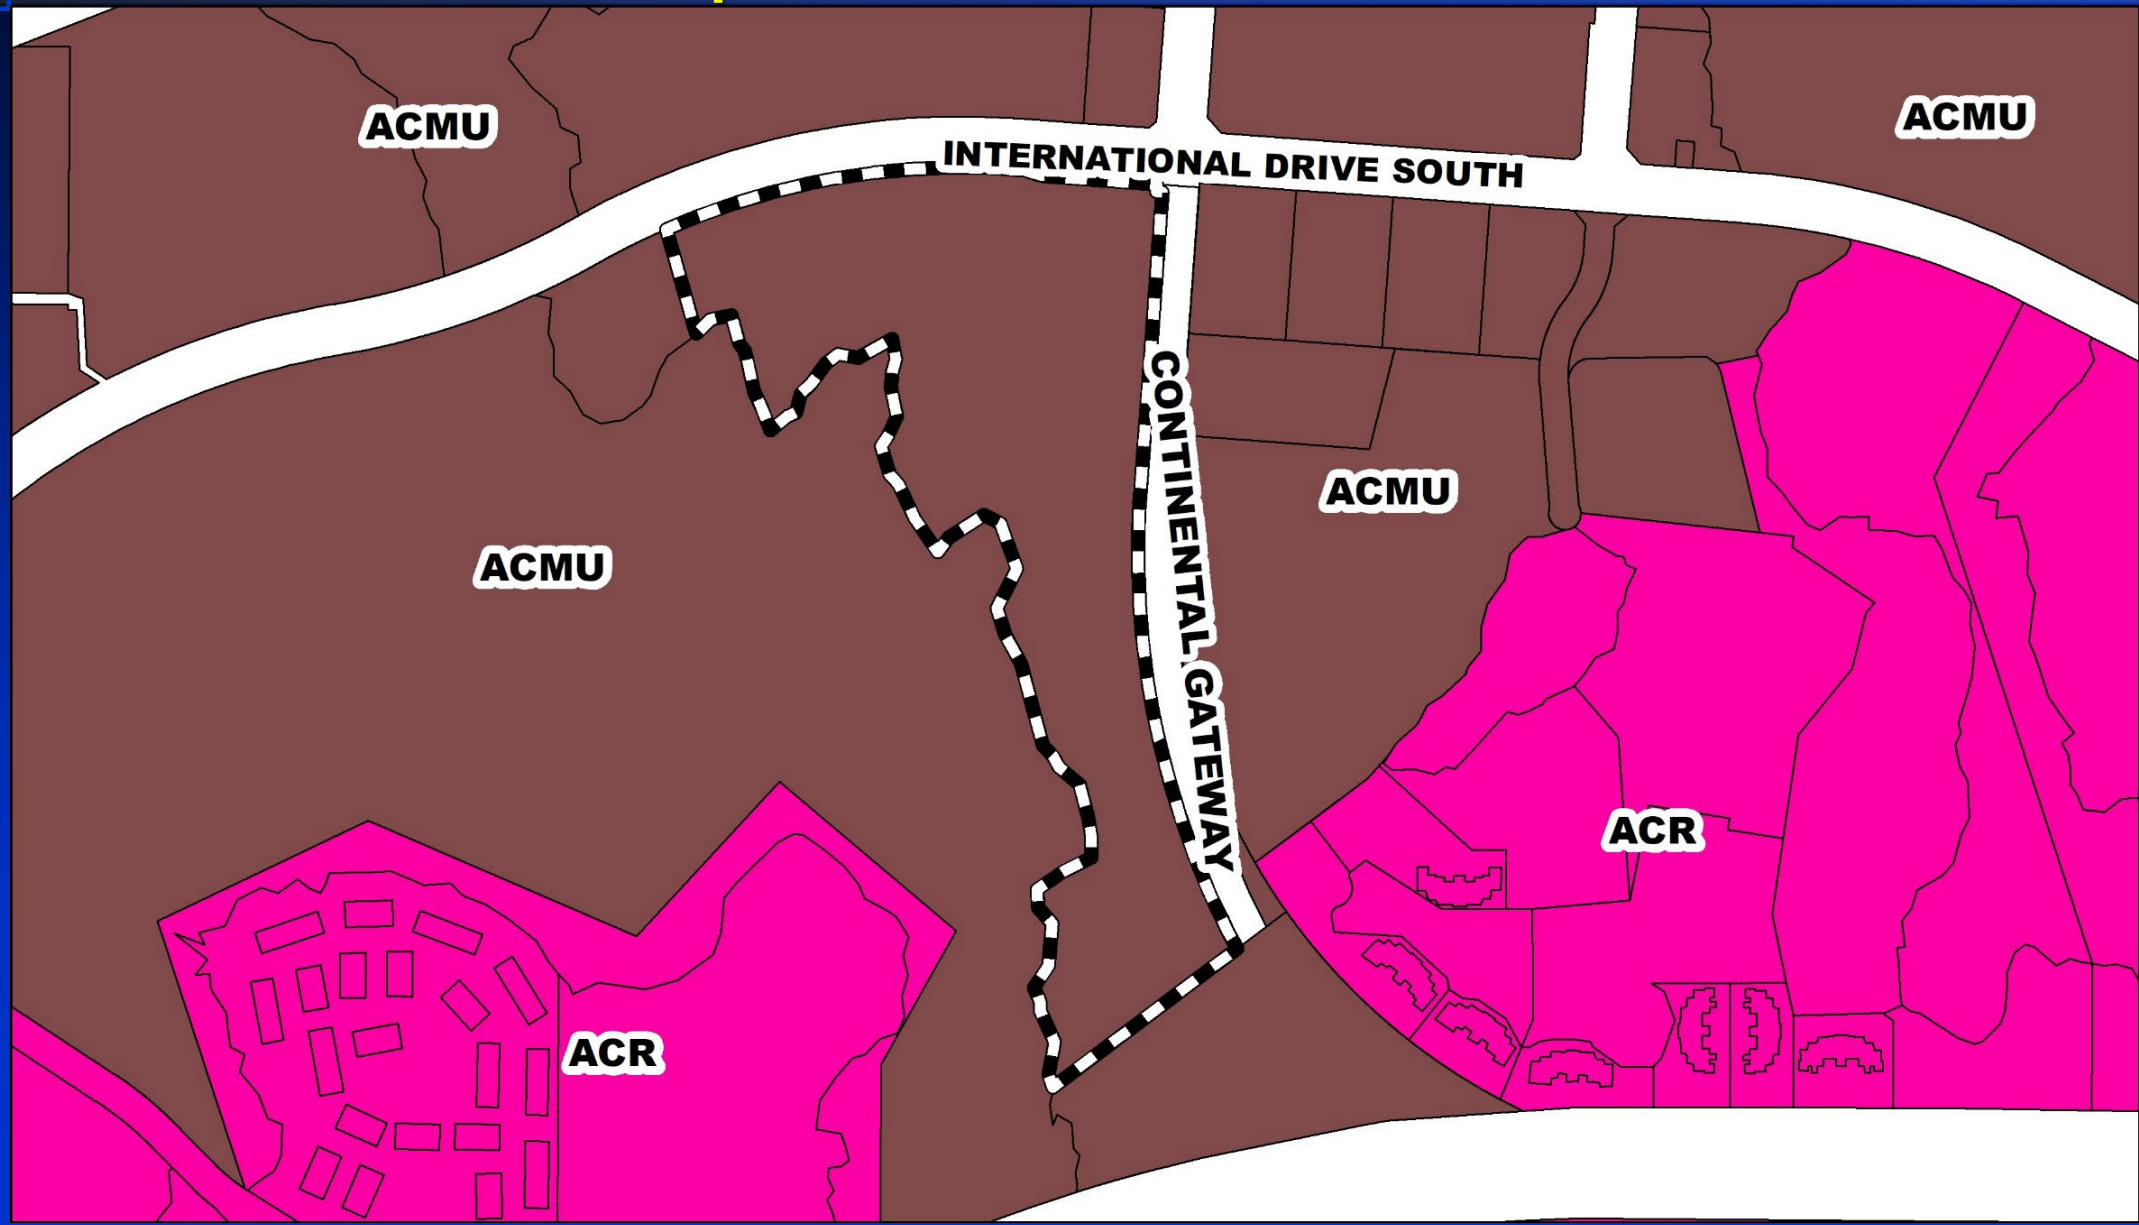 ACMU
ACMU
INTERNATIONAL DRIVE SOUTH
CONTINENTAL GATEWAY
ACMU
ACMU
ACR
ACR